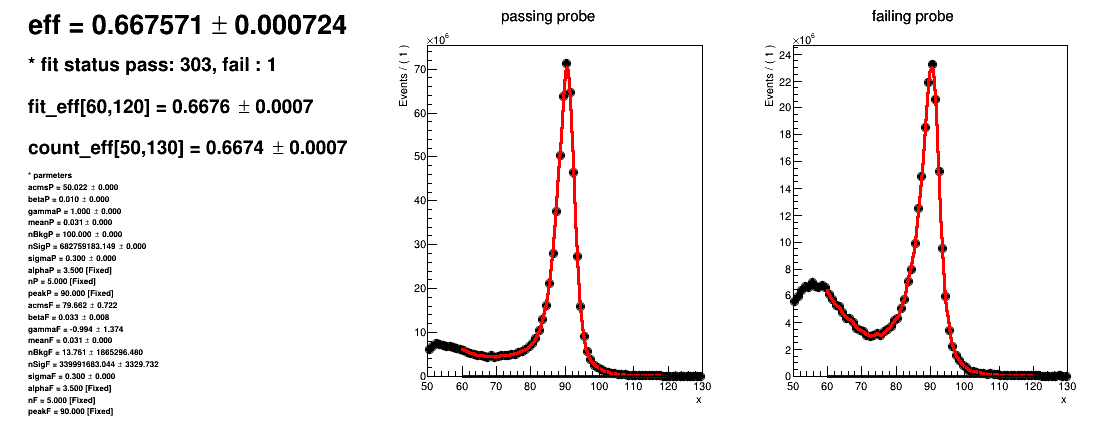 eff = 0.667571 ± 0.000724
* fit status pass: 303, fail : 1
fit_eff[60,120] = 0.6676 ± 0.0007
count_eff[50,130] = 0.6674 ± 0.0007
* parmeters
acmsP = 50.022 ± 0.000
betaP = 0.010 ± 0.000
gammaP = 1.000 ± 0.000
meanP = 0.031 ± 0.000
nBkgP = 100.000 ± 0.000
nSigP = 682759183.149 ± 0.000
sigmaP = 0.300 ± 0.000
alphaP = 3.500 [Fixed]
nP = 5.000 [Fixed]
peakP = 90.000 [Fixed]
acmsF = 79.662 ± 0.722
betaF = 0.033 ± 0.008
gammaF = -0.994 ± 1.374
meanF = 0.031 ± 0.000
nBkgF = 13.761 ± 1865296.480
nSigF = 339991683.044 ± 3329.732
sigmaF = 0.300 ± 0.000
alphaF = 3.500 [Fixed]
nF = 5.000 [Fixed]
peakF = 90.000 [Fixed]
passing probe
×10⁶
Events / ( 1 )
70
60
50
40
30
20
10
0
50 60 70 80 90 100 110 120 130
x
failing probe
×10⁶
Events / ( 1 )
24
22
20
18
16
14
12
10
8
6
4
2
0
50 60 70 80 90 100 110 120 130
x